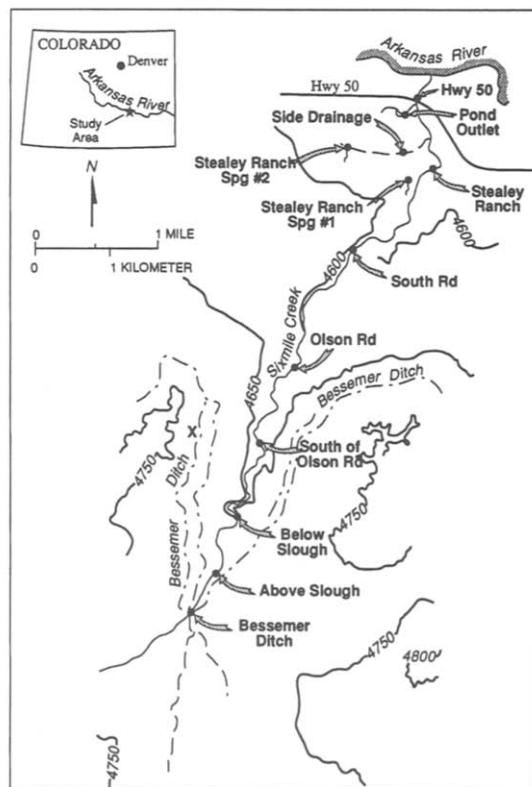 COLORADO
Denver
Arkansas River
Study
Area
N
0 1 MILE
0 1 KILOMETER
Arkansas River
Hwy 50
Hwy 50
Pond
Outlet
Side Drainage
Stealey Ranch
Spg #2
Stealey Ranch
Spg #1
Stealey
Ranch
4600
4600
South Rd
Sixmile Creek
Olson Rd
Bessemer Ditch
4650
South of
Olson Rd
X
4750
Bessemer Ditch
4750
Below
Slough
Above Slough
Bessemer
Ditch
4750
4800
4750